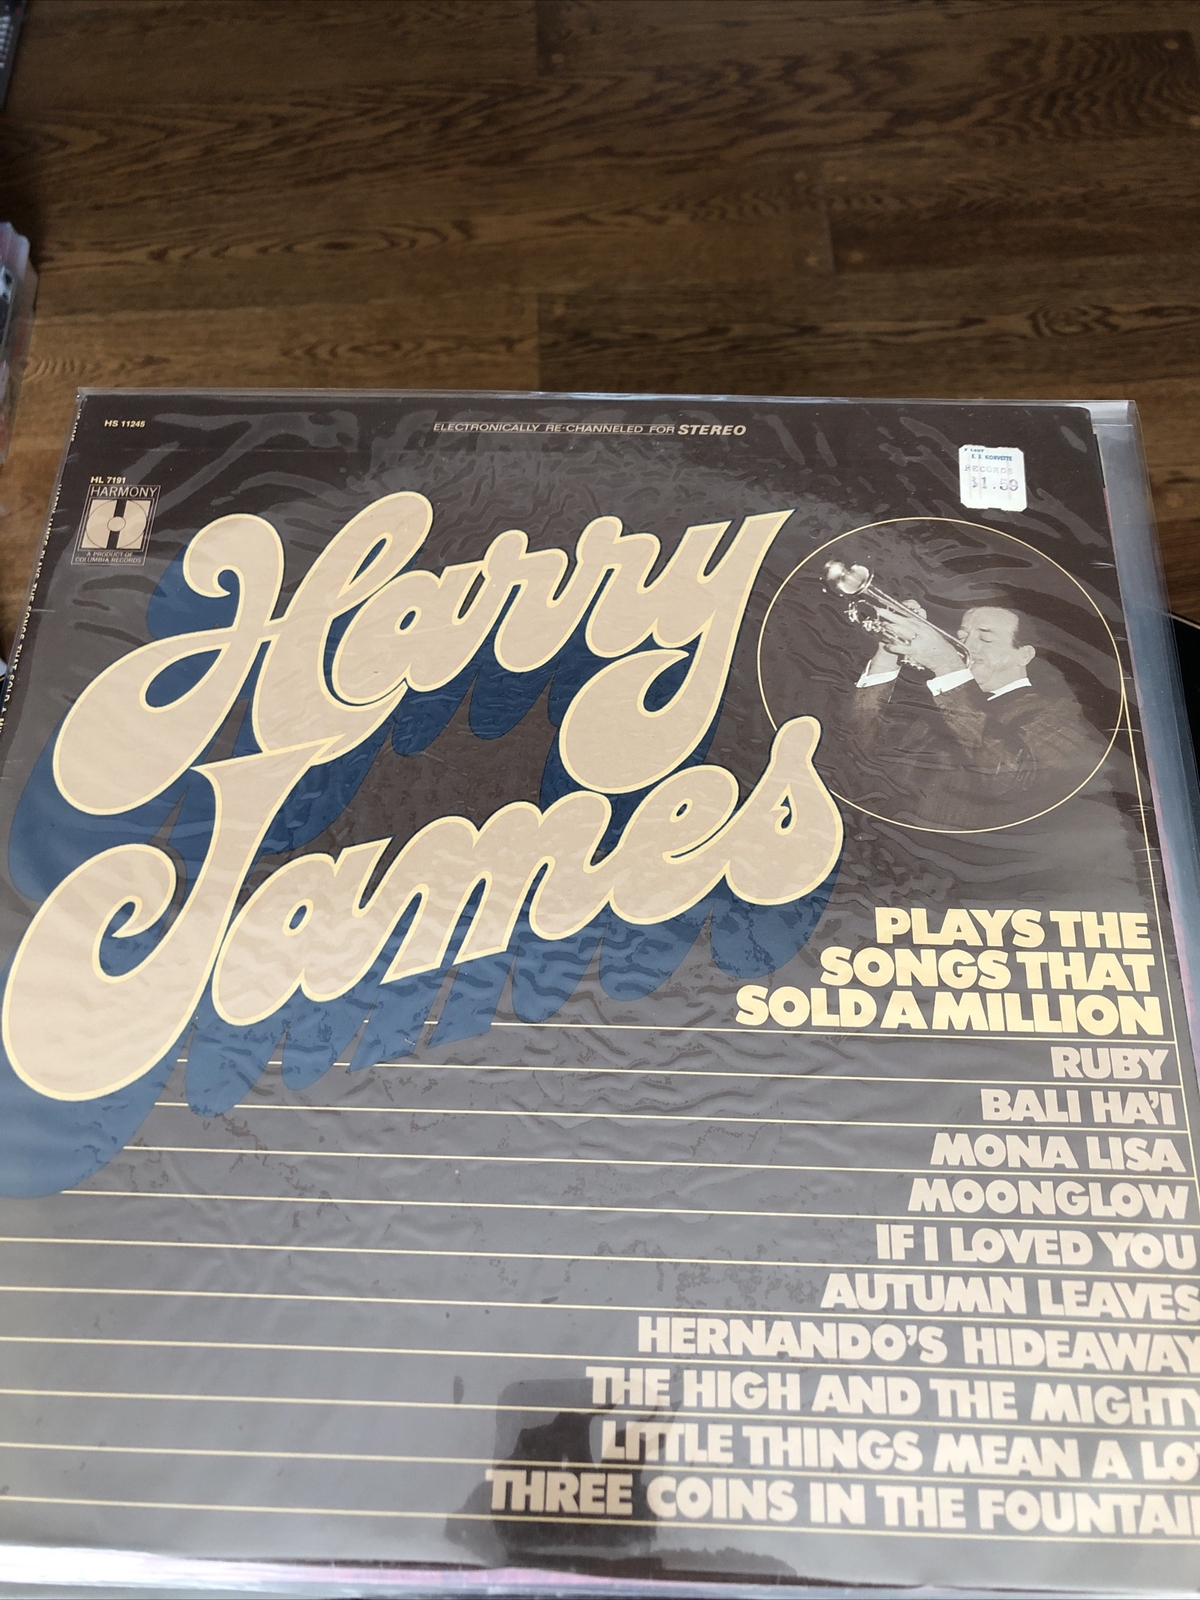 HS 11245
ELECTRONICALLY RE-CHANNELED FOR STEREO
E. J. KORVETTE
RECORDS
$1.59
HL 7191
HARMONY
A PRODUCT OF
COLUMBIA RECORDS
Harry
James
PLAYS THE
SONGS THAT
SOLD A MILLION
RUBY
BALI HA'I
MONA LISA
MOONGLOW
IF I LOVED YOU
AUTUMN LEAVES
HERNANDO'S HIDEAWAY
THE HIGH AND THE MIGHTY
LITTLE THINGS MEAN A LO
THREE COINS IN THE FOUNTAIN